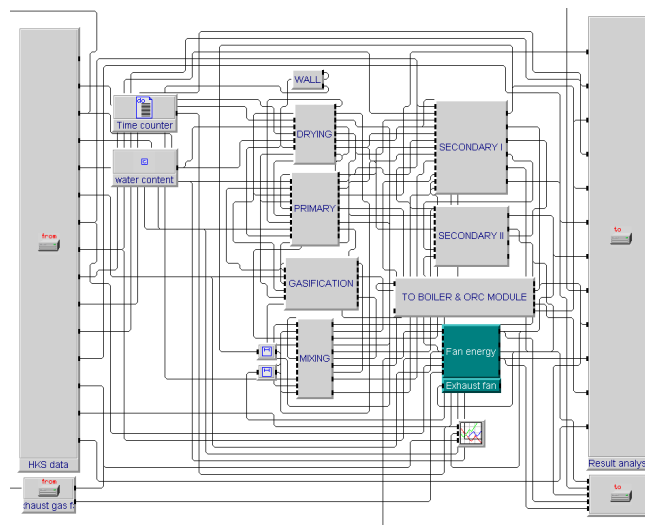 WALL
do
Time counter
DRYING
SECONDARY I
C
water content
PRIMARY
from
to
SECONDARY II
GASIFICATION
TO BOILER & ORC MODULE
MIXING
Fan energy
Exhaust fan
HKS data
Result analys
from
to
xhaust gas f